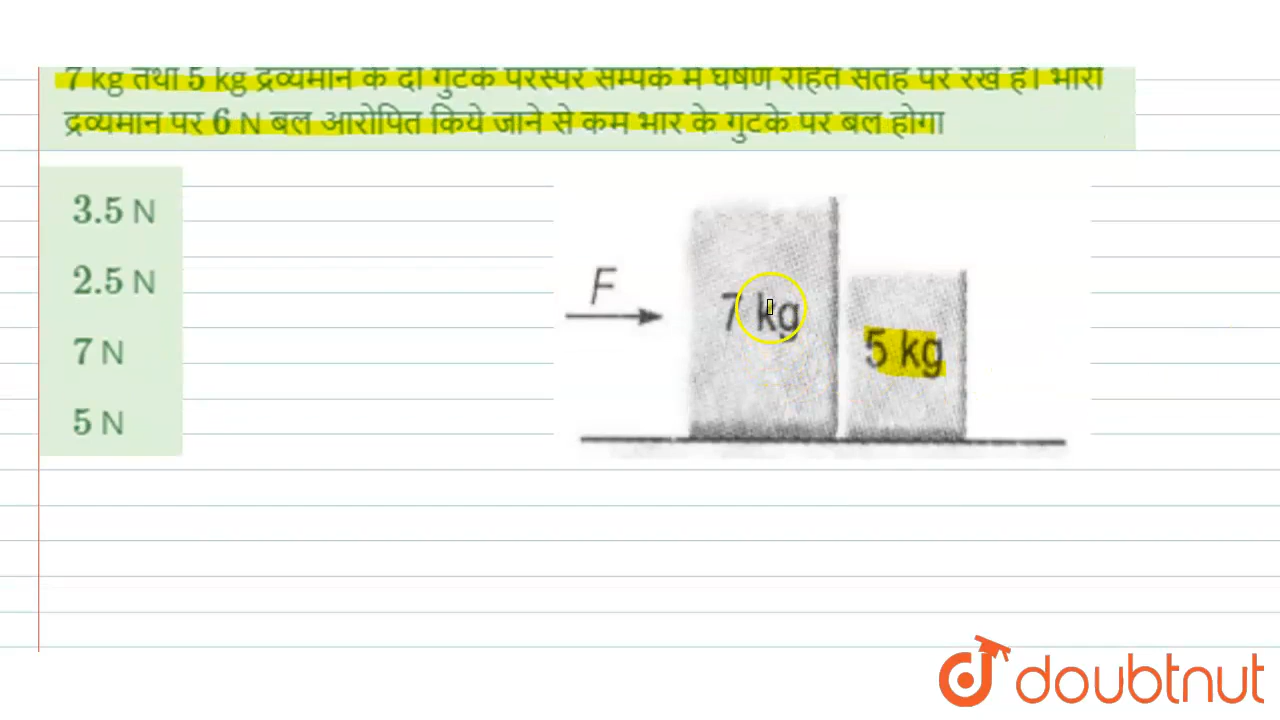 7 kg तथा 5 kg द्रव्यमान के दो गुटके परस्पर सम्पर्क में घर्षण रहित सतह पर रखे हैं। भारी
द्रव्यमान पर 6 N बल आरोपित किये जाने से कम भार के गुटके पर बल होगा
3.5 N
2.5 N
7 N
5 N
F
7 kg
5 kg
doubtnut